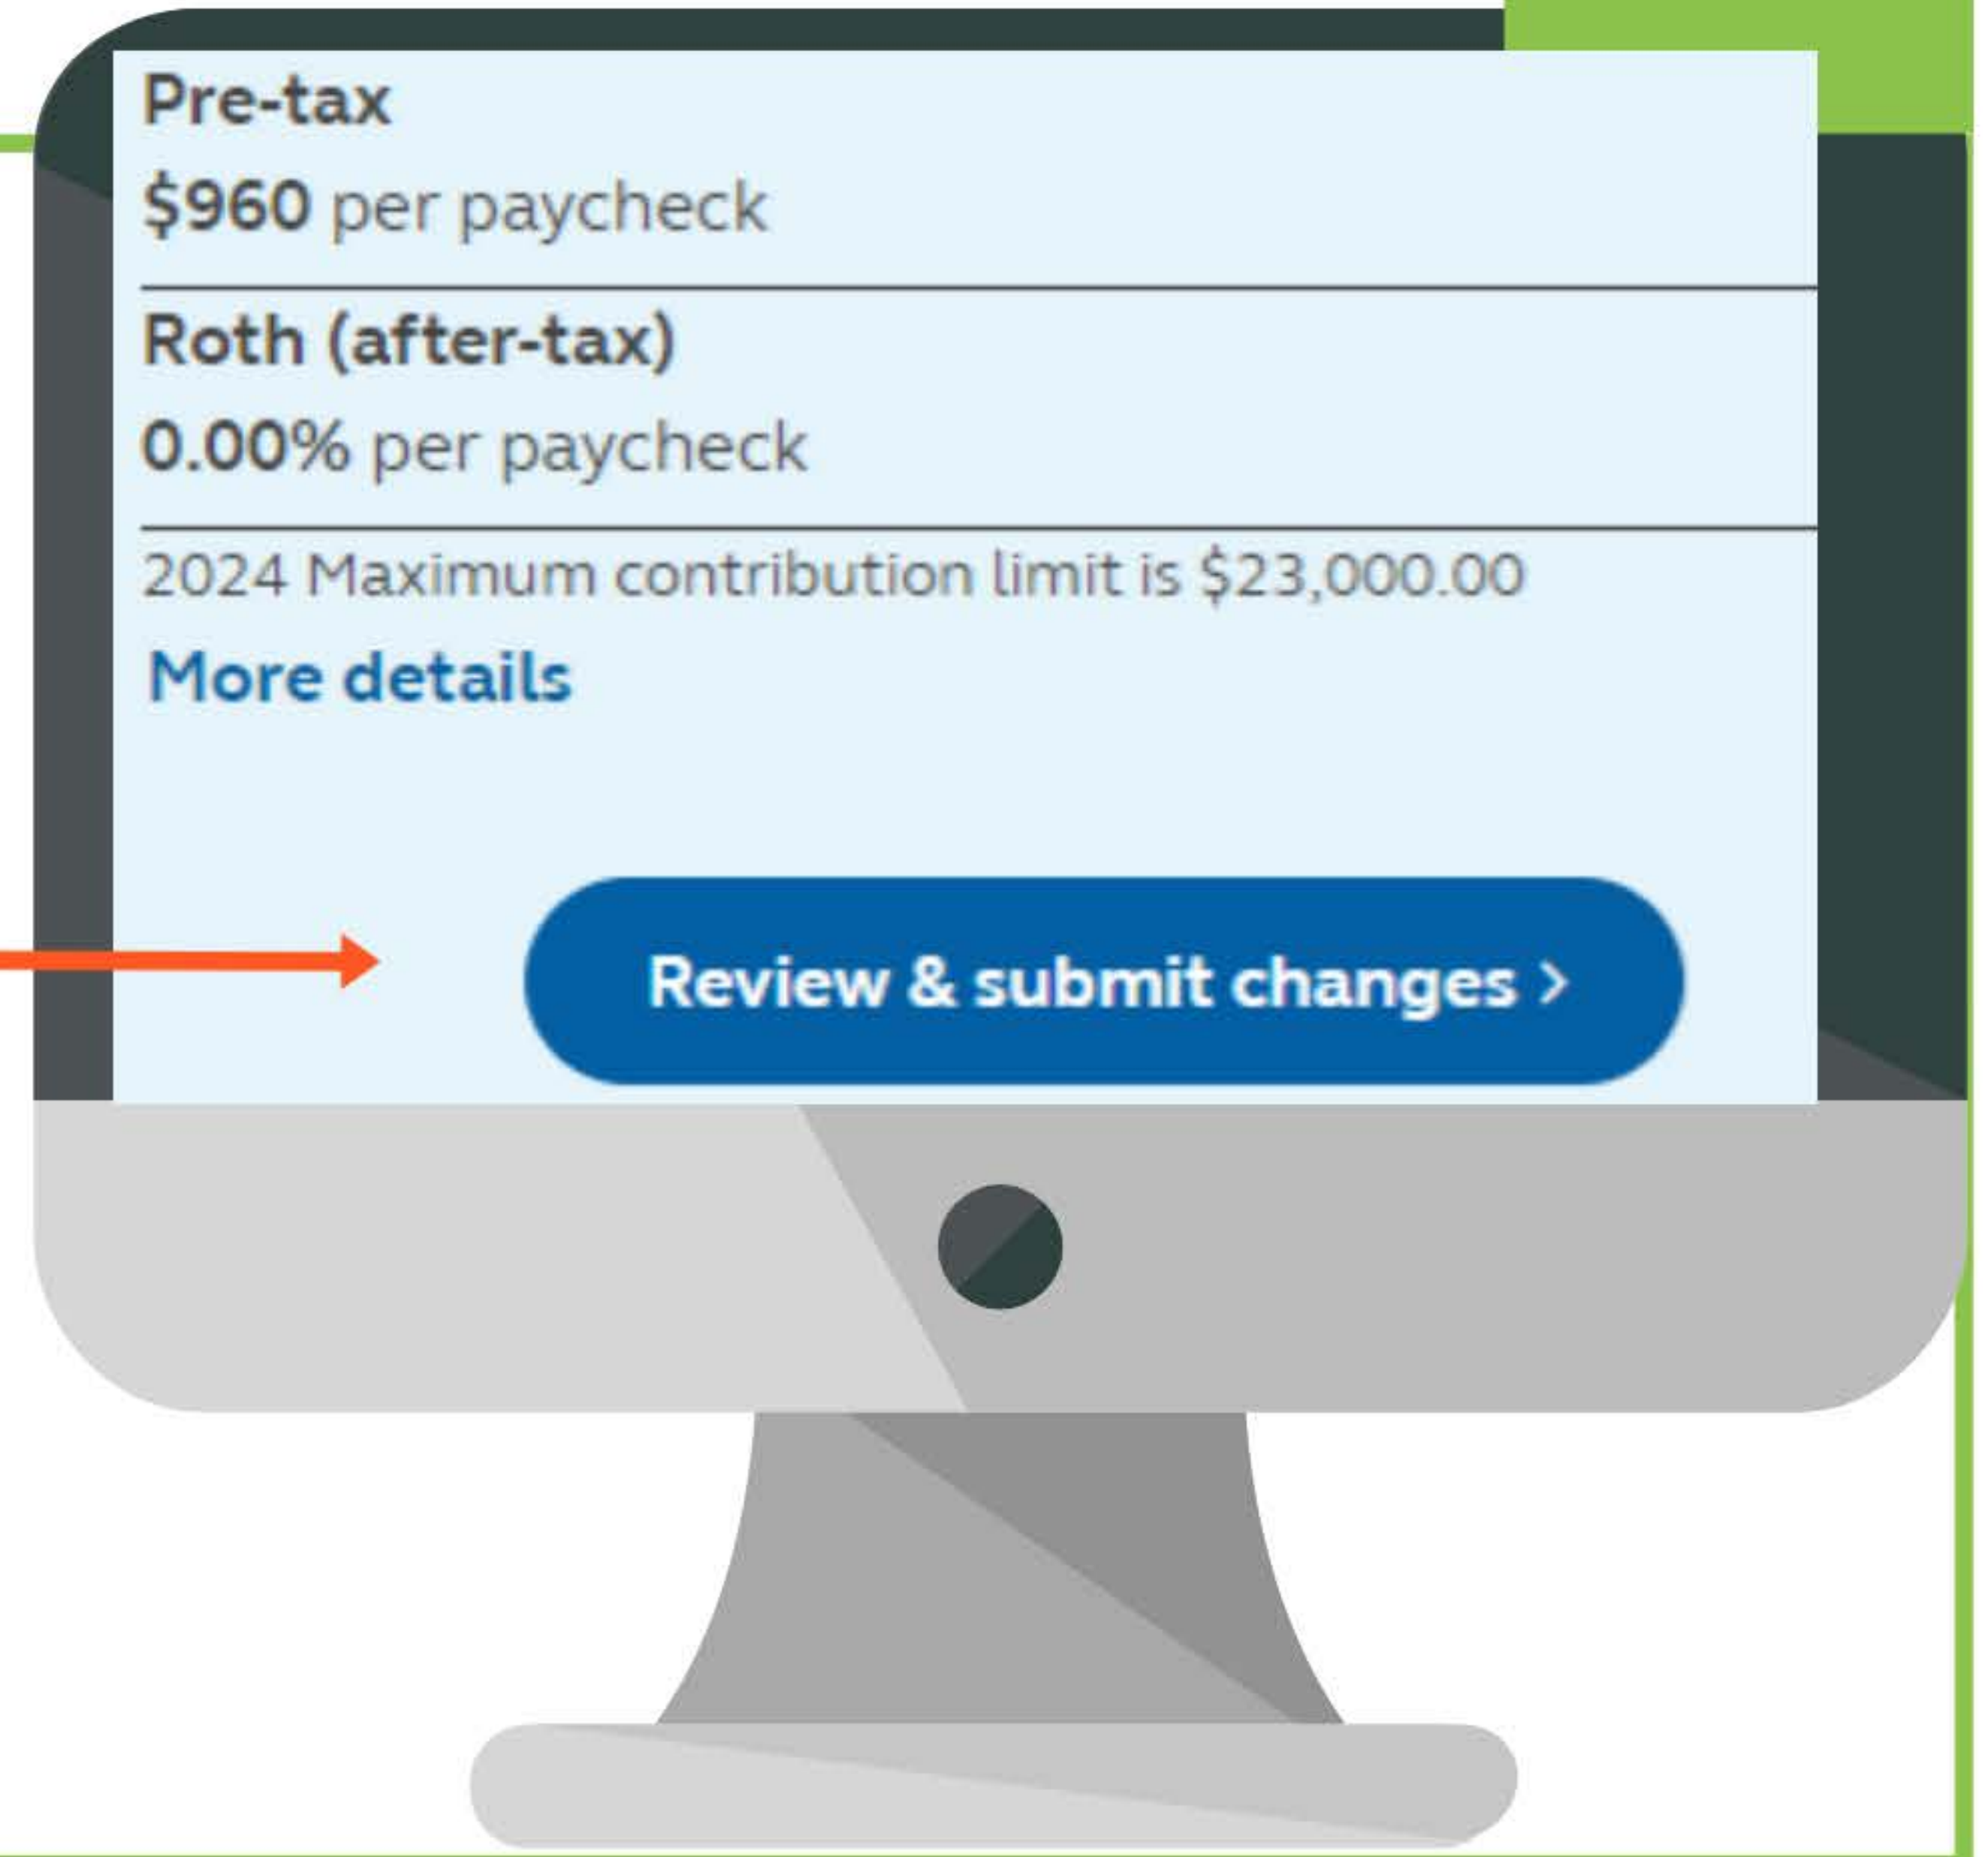 Pre-tax
$960 per paycheck
Roth (after-tax)
0.00% per paycheck
2024 Maximum contribution limit is $23,000.00
More details
Review & submit changes >